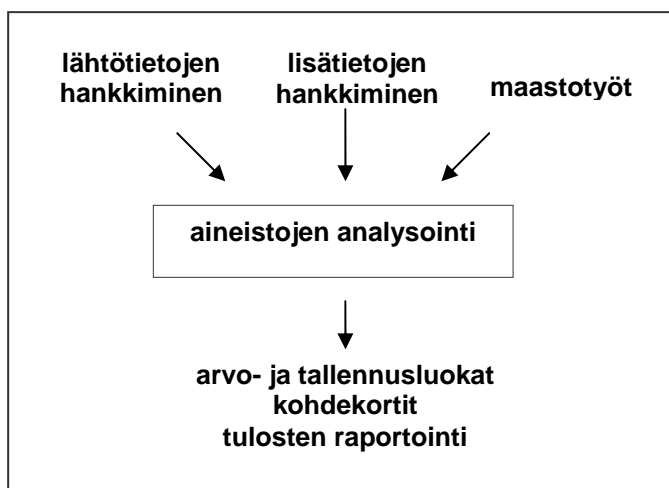 lähtötietojen
hankkiminen
lisätietojen
hankkiminen
maastotyöt
aineistojen analysointi
arvo- ja tallennusluokat
kohdekortit
tulosten raportointi